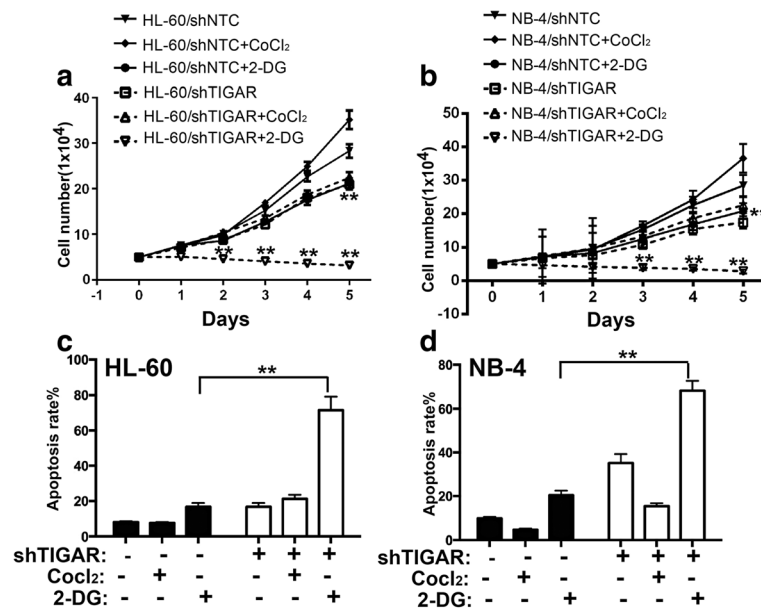 a
HL-60/shNTC
HL-60/shNTC+CoCl₂
HL-60/shNTC+2-DG
HL-60/shTIGAR
HL-60/shTIGAR+CoCl₂
HL-60/shTIGAR+2-DG
Cell number(1x10⁴)
40
30
20
10
0
-1 0 1 2 3 4 5
Days
**
** ** ** **
b
NB-4/shNTC
NB-4/shNTC+CoCl₂
NB-4/shNTC+2-DG
NB-4/shTIGAR
NB-4/shTIGAR+CoCl₂
NB-4/shTIGAR+2-DG
Cell number(1x10⁴)
50
40
30
20
10
0
-10
0 1 2 3 4 5
Days
**
** ** **
c
HL-60
Apoptosis rate%
100
80
60
40
20
0
**
shTIGAR: - - - + + +
Cocl₂: - + - - + -
2-DG: - - + - - +
d
NB-4
Apoptosis rate%
80
60
40
20
0
**
shTIGAR: - - - + + +
Cocl₂: - + - - + -
2-DG: - - + - - +